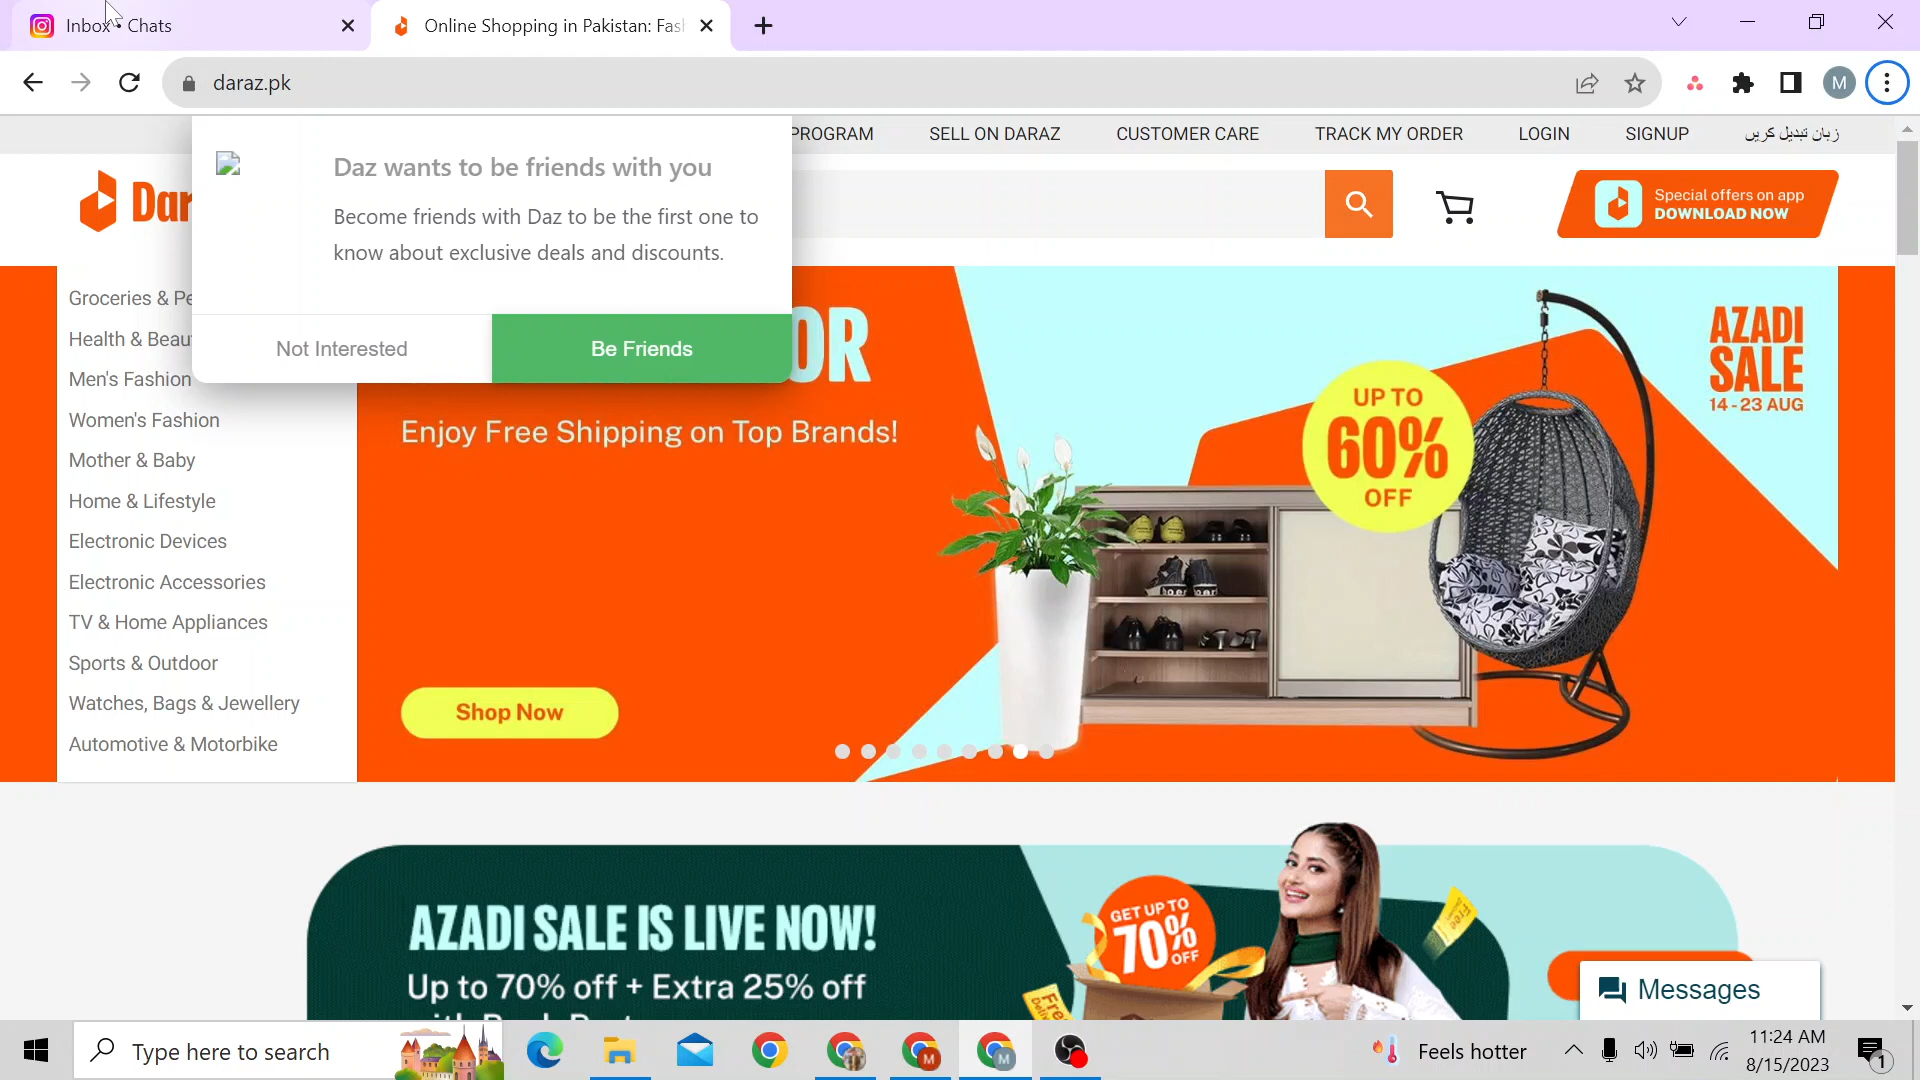 Inbox • Chats
Online Shopping in Pakistan: Fash
daraz.pk
M
PROGRAM SELL ON DARAZ CUSTOMER CARE TRACK MY ORDER LOGIN SIGNUP زبان تبدیل کریں
Daz wants to be friends with you
Become friends with Daz to be the first one to
know about exclusive deals and discounts.
Not Interested
Be Friends
Dar
Special offers on app
DOWNLOAD NOW
Groceries & Pe
Health & Beau
Men's Fashion
Women's Fashion
Mother & Baby
Home & Lifestyle
Electronic Devices
Electronic Accessories
TV & Home Appliances
Sports & Outdoor
Watches, Bags & Jewellery
Automotive & Motorbike
OR
Enjoy Free Shipping on Top Brands!
Shop Now
UP TO
60%
OFF
AZADI
SALE
14 - 23 AUG
AZADI SALE IS LIVE NOW!
Up to 70% off + Extra 25% off
GET UP TO
70%
OFF
Messages
Type here to search
M
M
Feels hotter
11:24 AM
8/15/2023
1